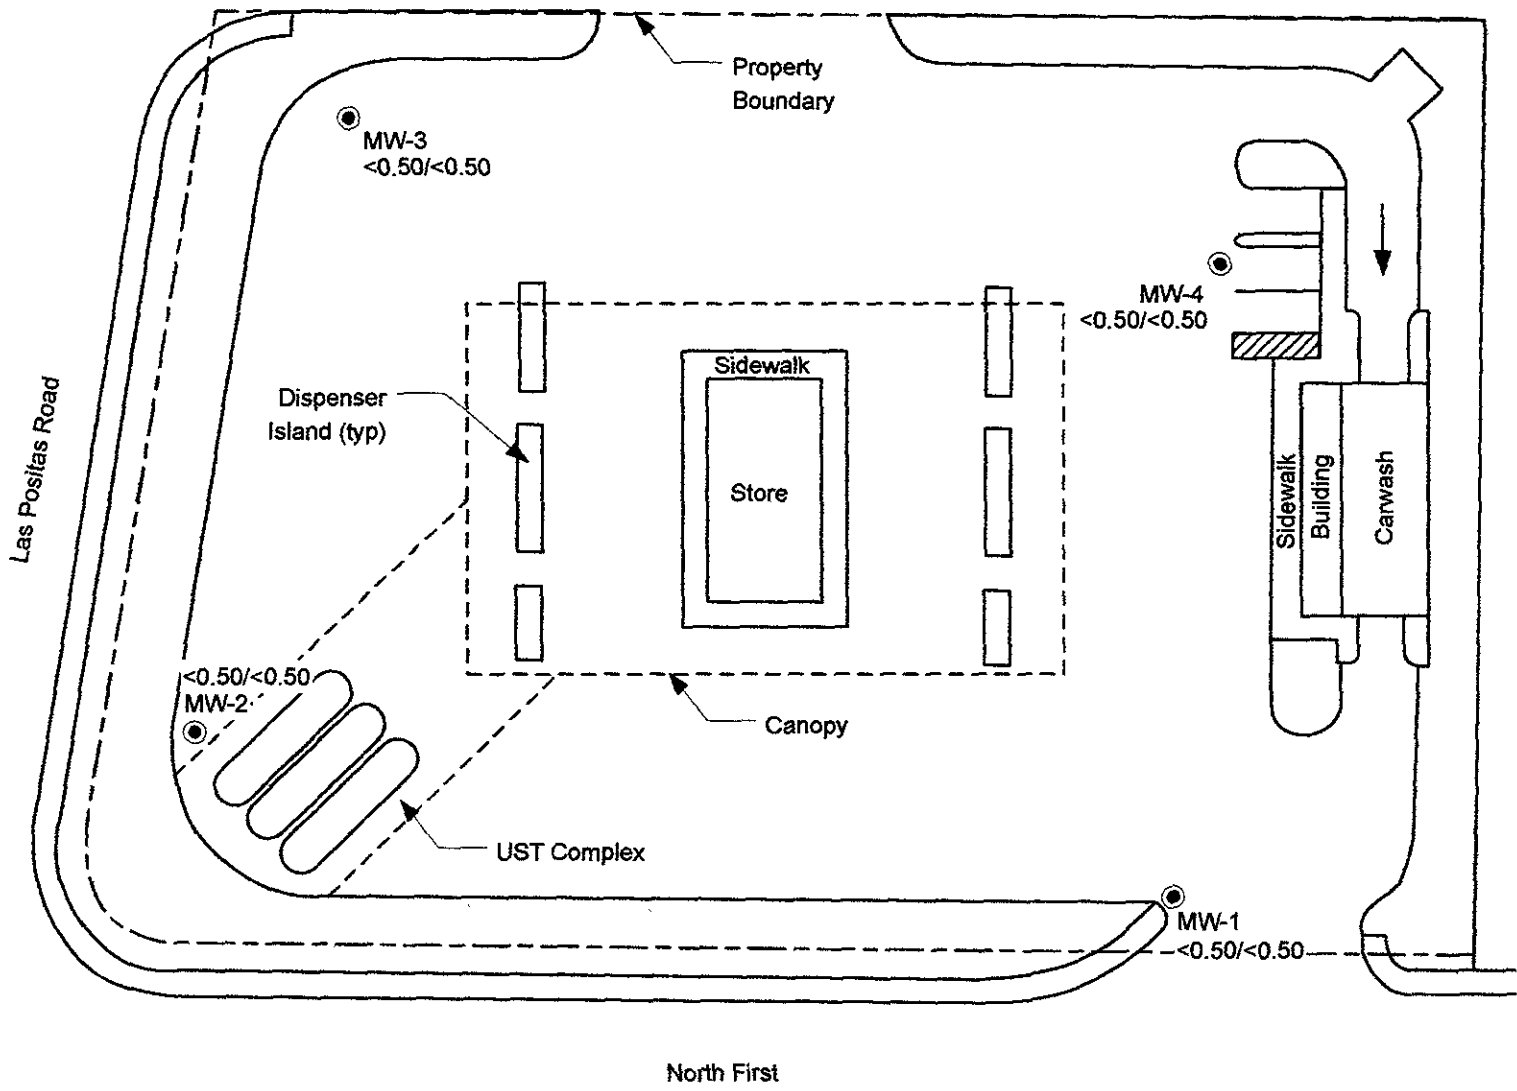 Property
Boundary
MW-3
<0.50/<0.50
MW-4
<0.50/<0.50
Sidewalk
Dispenser
Island (typ)
Las Positas Road
Store
Sidewalk
Building
Carwash
<0.50/<0.50
MW-2
Canopy
UST Complex
MW-1
<0.50/<0.50
North First